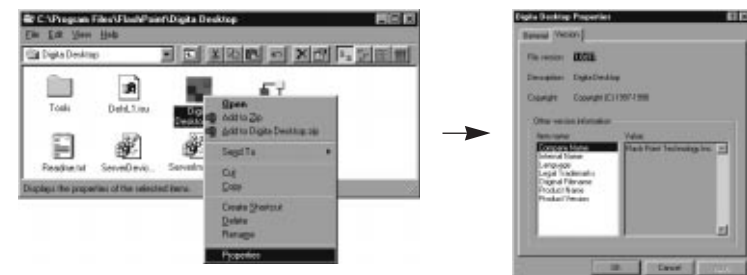 C:\Program Files\FlashPoint\Digita Desktop
File Edit View Help
Digita Desktop
Tools
DeIsL1.isu
Readme.txt
Displays the properties of the selected items.
Open
Add to Zip
Add to Digita Desktop.zip
Send To
Cut
Copy
Create Shortcut
Delete
Rename
Properties
Digita Desktop Properties
General Version
File version:
Description: Digita Desktop
Copyright: Copyright (C) 1997-1998
Other version information
Item name: Value:
Company Name Flash Point Technology Inc.
Internal Name
Language
Legal Trademarks
Original Filename
Product Name
Product Version
OK Cancel